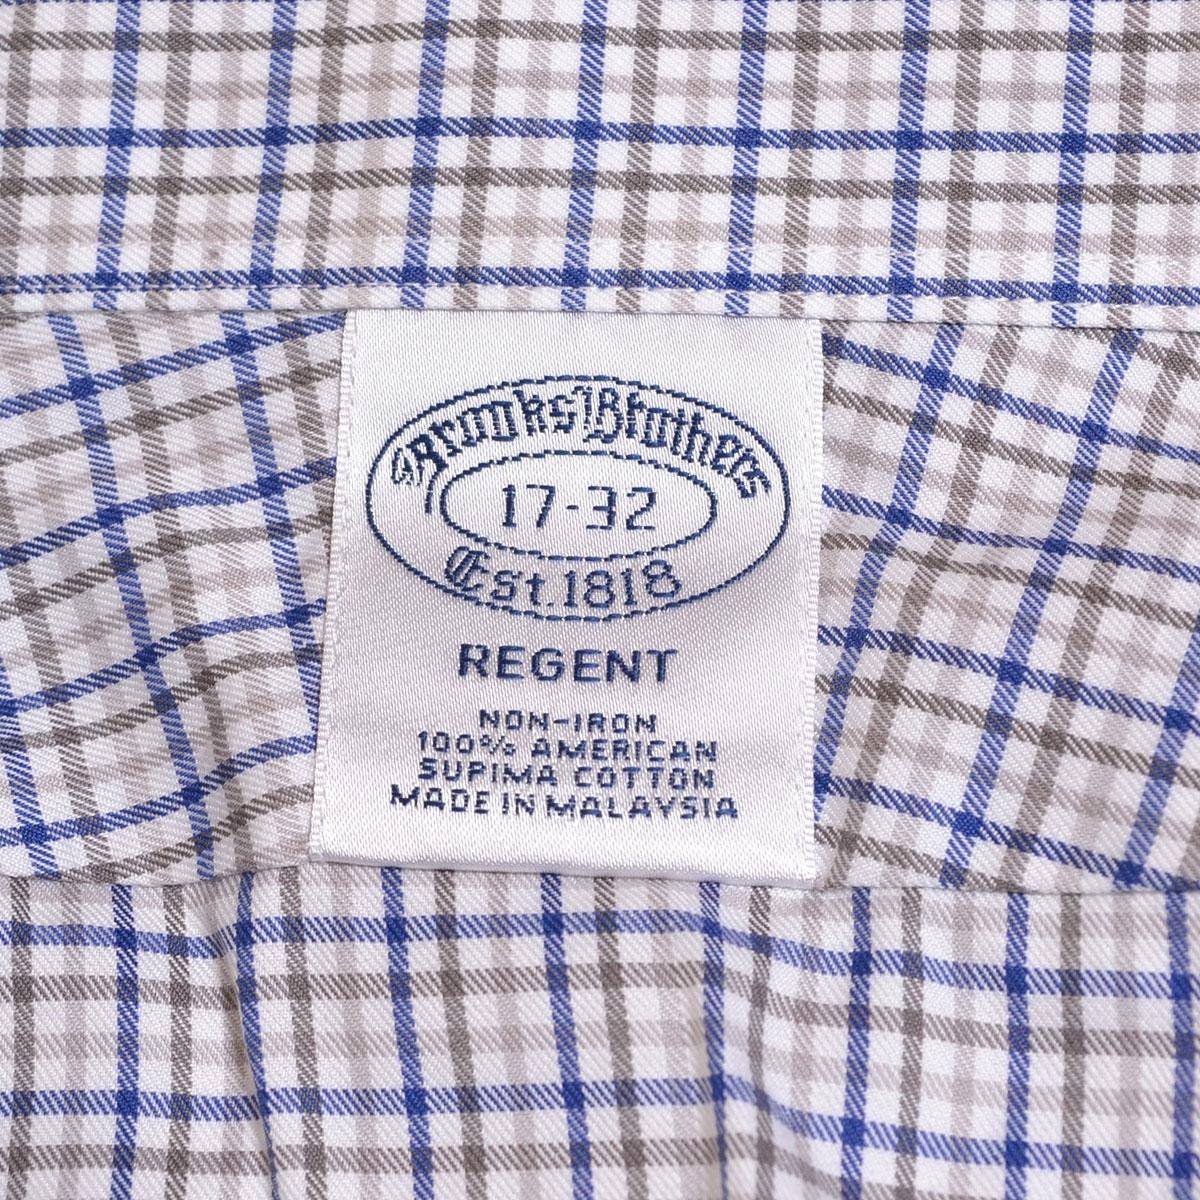 Brooks Brothers
17-32
Est. 1818
REGENT
NON-IRON
100% AMERICAN
SUPIMA COTTON
MADE IN MALAYSIA